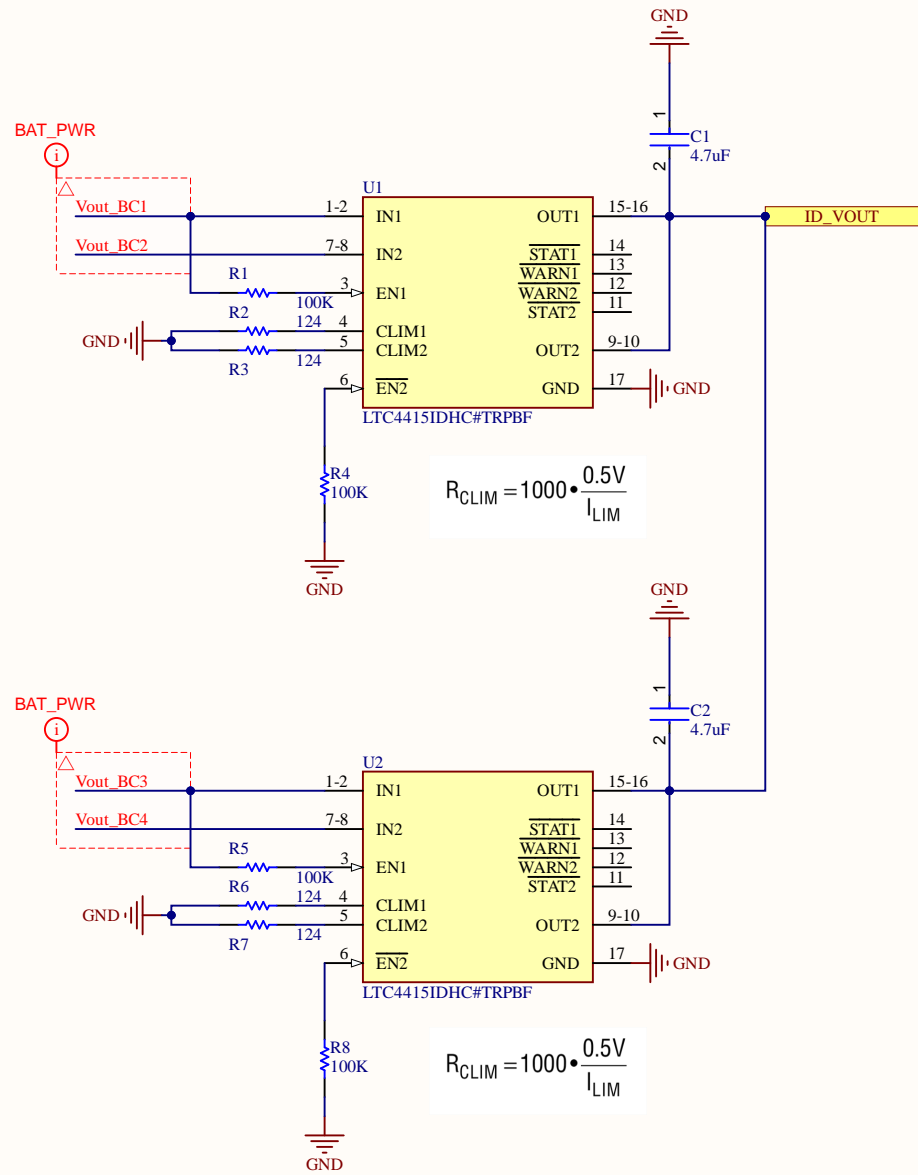 GND
1
C1
4.7uF
2
BAT_PWR
i
U1
Vout_BC1 1-2 IN1 OUT1 15-16 ID_VOUT
Vout_BC2 7-8 IN2 STAT1 14
WARN1 13
R1 3 EN1 WARN2 12
100K STAT2 11
R2 4 CLIM1
124
GND 5 CLIM2 OUT2 9-10
R3 124
6 EN2 GND 17 GND
LTC4415IDHC#TRPBF
R4
100K
R_CLIM = 1000 • 0.5V / I_LIM
GND
GND
1
C2
4.7uF
2
BAT_PWR
i
U2
Vout_BC3 1-2 IN1 OUT1 15-16
Vout_BC4 7-8 IN2 STAT1 14
WARN1 13
R5 3 EN1 WARN2 12
100K STAT2 11
R6 4 CLIM1
124
GND 5 CLIM2 OUT2 9-10
R7 124
6 EN2 GND 17 GND
LTC4415IDHC#TRPBF
R8
100K
R_CLIM = 1000 • 0.5V / I_LIM
GND